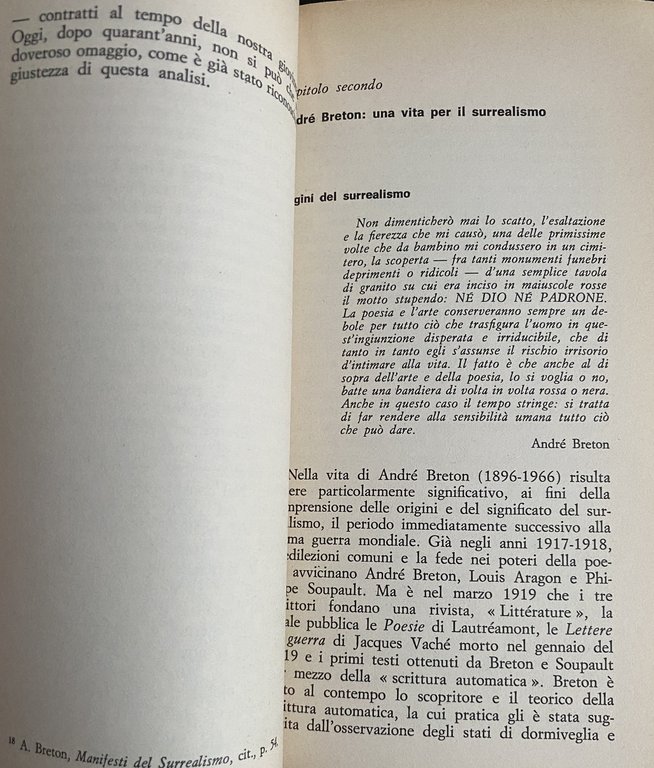 — contratti al tempo della nostra
Oggi, dopo quarant'anni, non si può che
doveroso omaggio, come è già stato
giustezza di questa analisi.
18 A. Breton, Manifesti del Surrealismo, cit., p. 54.
pitolo secondo
dré Breton: una vita per il surrealismo
gini del surrealismo
Non dimenticherò mai lo scatto, l'esaltazione
e la fierezza che mi causò, una delle primissime
volte che da bambino mi condussero in un cimi-
tero, la scoperta — fra tanti monumenti funebri
deprimenti o ridicoli — d'una semplice tavola
di granito su cui era inciso in maiuscole rosse
il motto stupendo: NÉ DIO NÉ PADRONE.
La poesia e l'arte conserveranno sempre un de-
bole per tutto ciò che trasfigura l'uomo in que-
st'ingiunzione disperata e irriducibile, che di
tanto in tanto egli s'assunse il rischio irrisorio
d'intimare alla vita. Il fatto è che anche al di
sopra dell'arte e della poesia, lo si voglia o no,
batte una bandiera di volta in volta rossa o nera.
Anche in questo caso il tempo stringe: si tratta
di far rendere alla sensibilità umana tutto ciò
che può dare.
André Breton
Nella vita di André Breton (1896-1966) risulta
ere particolarmente significativo, ai fini della
mprensione delle origini e del significato del sur-
lismo, il periodo immediatamente successivo alla
ma guerra mondiale. Già negli anni 1917-1918,
edilezioni comuni e la fede nei poteri della poe-
avvicinano André Breton, Louis Aragon e Phi-
pe Soupault. Ma è nel marzo 1919 che i tre
ittori fondano una rivista, « Littérature », la
ale pubblica le Poesie di Lautréamont, le Lettere
guerra di Jacques Vaché morto nel gennaio del
19 e i primi testi ottenuti da Breton e Soupault
mezzo della « scrittura automatica ». Breton è
to al contempo lo scopritore e il teorico della
ittura automatica, la cui pratica gli è stata sug-
ita dall'osservazione degli stati di dormiveglia e